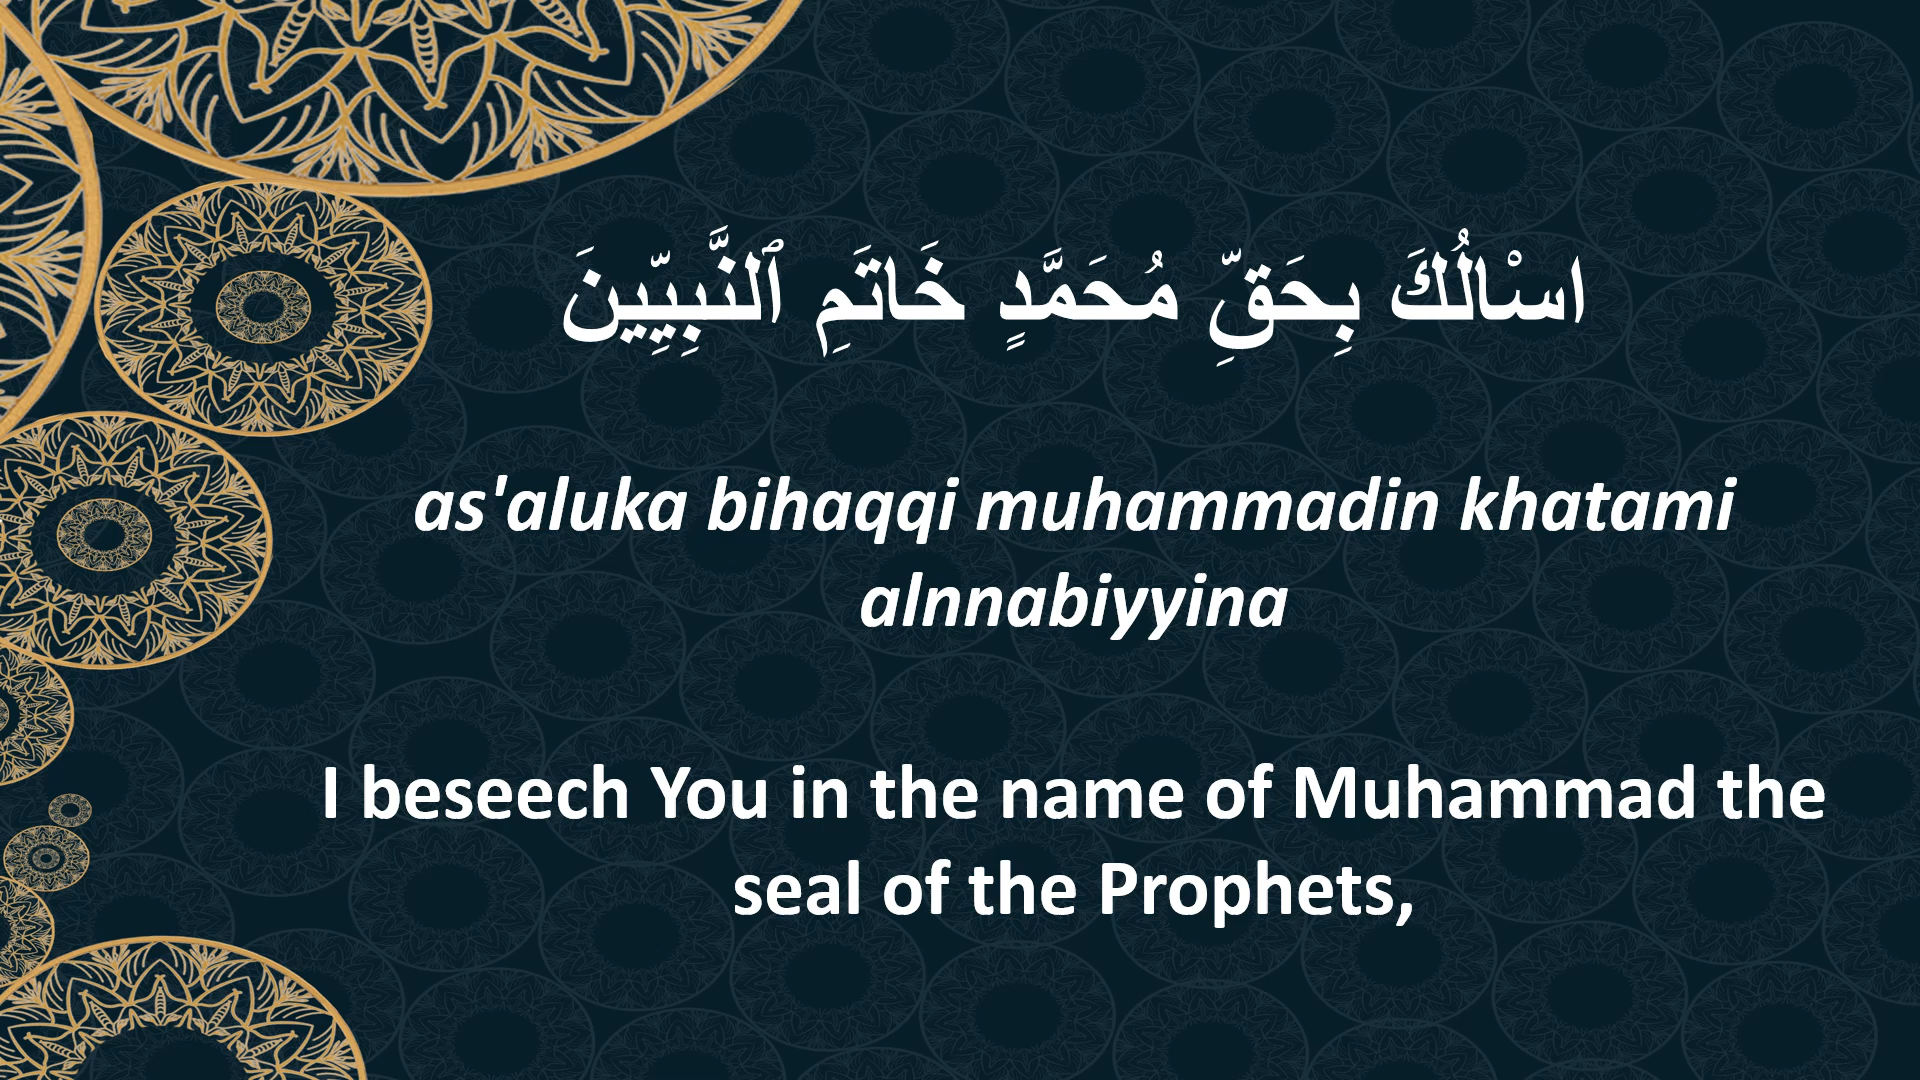 اسْالُكَ بِحَقِّ مُحَمَّدٍ خَاتَمِ ٱلنَّبِيِّينَ
as'aluka bihaqqi muhammadin khatami
alnnabiyyina
I beseech You in the name of Muhammad the
seal of the Prophets,